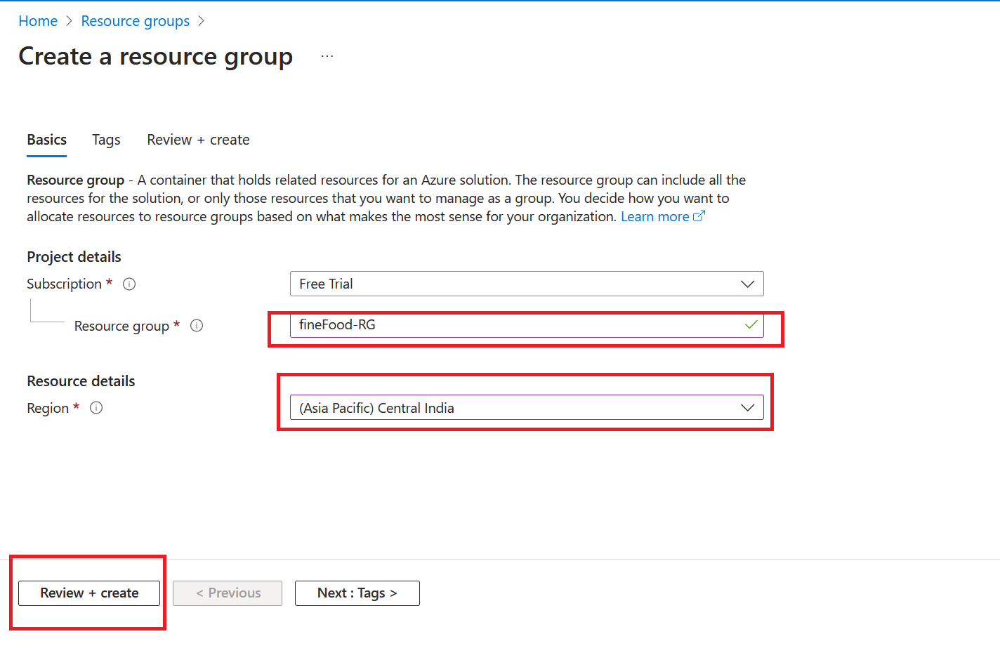 Home > Resource groups >
Create a resource group ...
Basics Tags Review + create
Resource group - A container that holds related resources for an Azure solution. The resource group can include all the
resources for the solution, or only those resources that you want to manage as a group. You decide how you want to
allocate resources to resource groups based on what makes the most sense for your organization. Learn more
Project details
Subscription * Free Trial
Resource group * fineFood-RG
Resource details
Region * (Asia Pacific) Central India
Review + create < Previous Next : Tags >